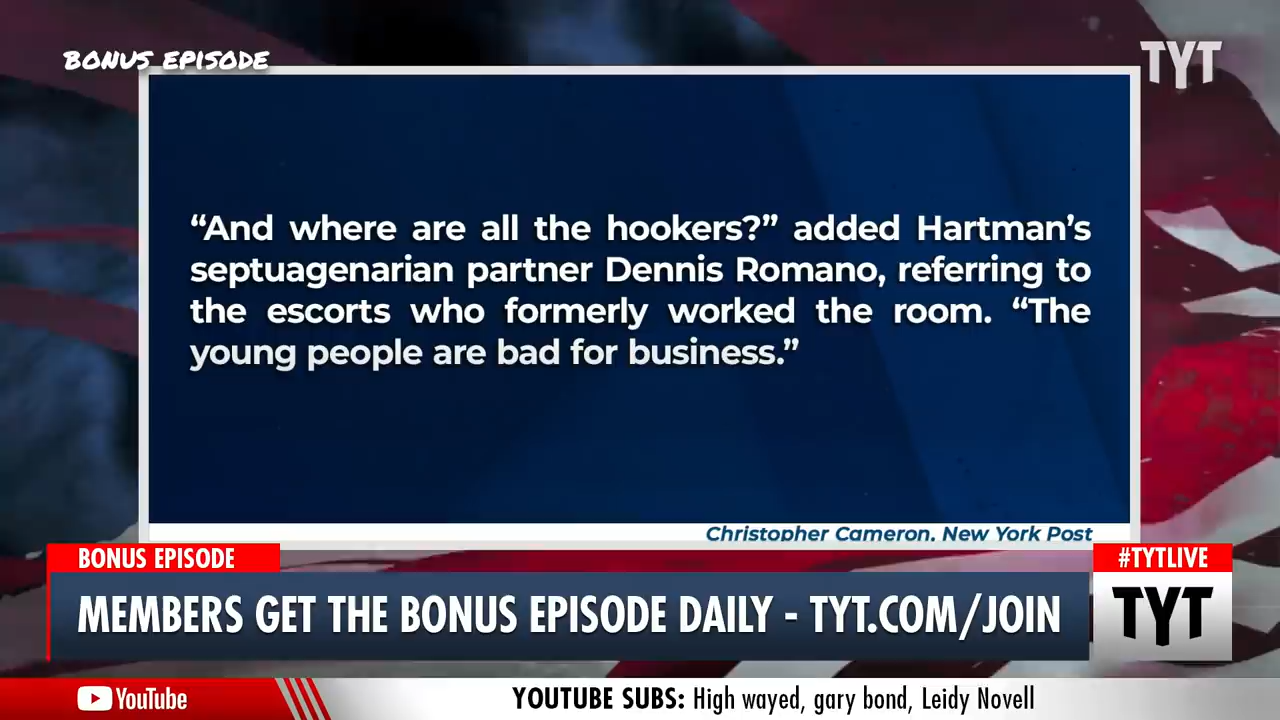 BONUS EPISODE
TYT
“And where are all the hookers?” added Hartman’s
septuagenarian partner Dennis Romano, referring to
the escorts who formerly worked the room. “The
young people are bad for business.”
Christopher Cameron, New York Post
BONUS EPISODE
#TYTLIVE
MEMBERS GET THE BONUS EPISODE DAILY - TYT.COM/JOIN
TYT
YouTube
YOUTUBE SUBS: High wayed, gary bond, Leidy Novell